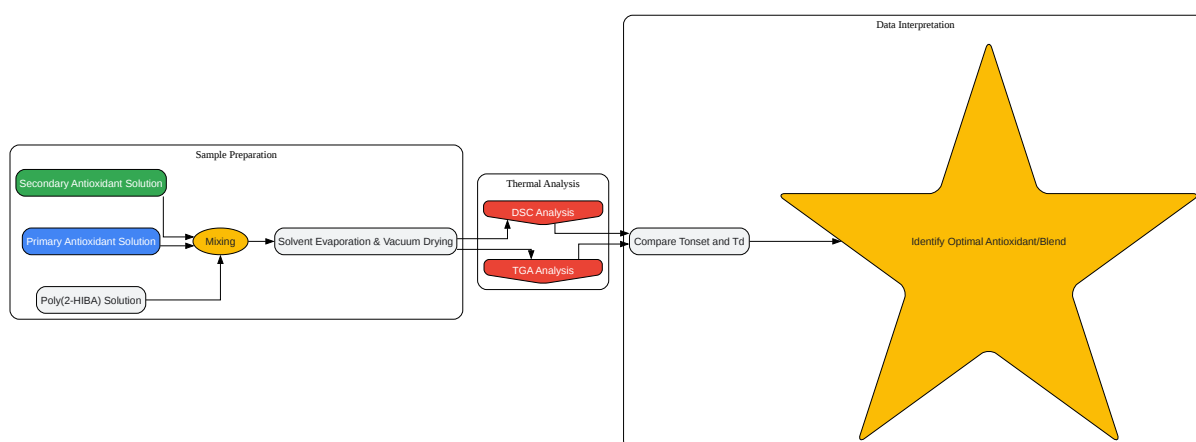 Data Interpretation
Sample Preparation
Secondary Antioxidant Solution
Primary Antioxidant Solution
Poly(2-HIBA) Solution
Mixing
Solvent Evaporation & Vacuum Drying
Thermal Analysis
DSC Analysis
TGA Analysis
Compare Tonset and Td
Identify Optimal Antioxidant/Blend